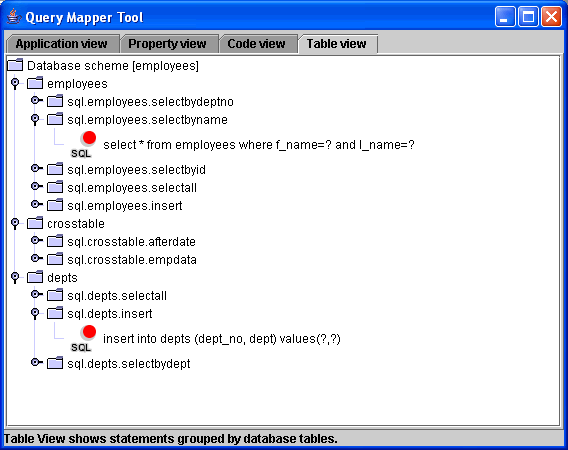 Query Mapper Tool
Application view Property view Code view Table view
Database scheme [employees]
employees
sql.employees.selectbydeptno
sql.employees.selectbyname
SQL select * from employees where f_name=? and l_name=?
sql.employees.selectbyid
sql.employees.selectall
sql.employees.insert
crosstable
sql.crosstable.afterdate
sql.crosstable.empdata
depts
sql.depts.selectall
sql.depts.insert
SQL insert into depts (dept_no, dept) values(?,?)
sql.depts.selectbydept
Table View shows statements grouped by database tables.